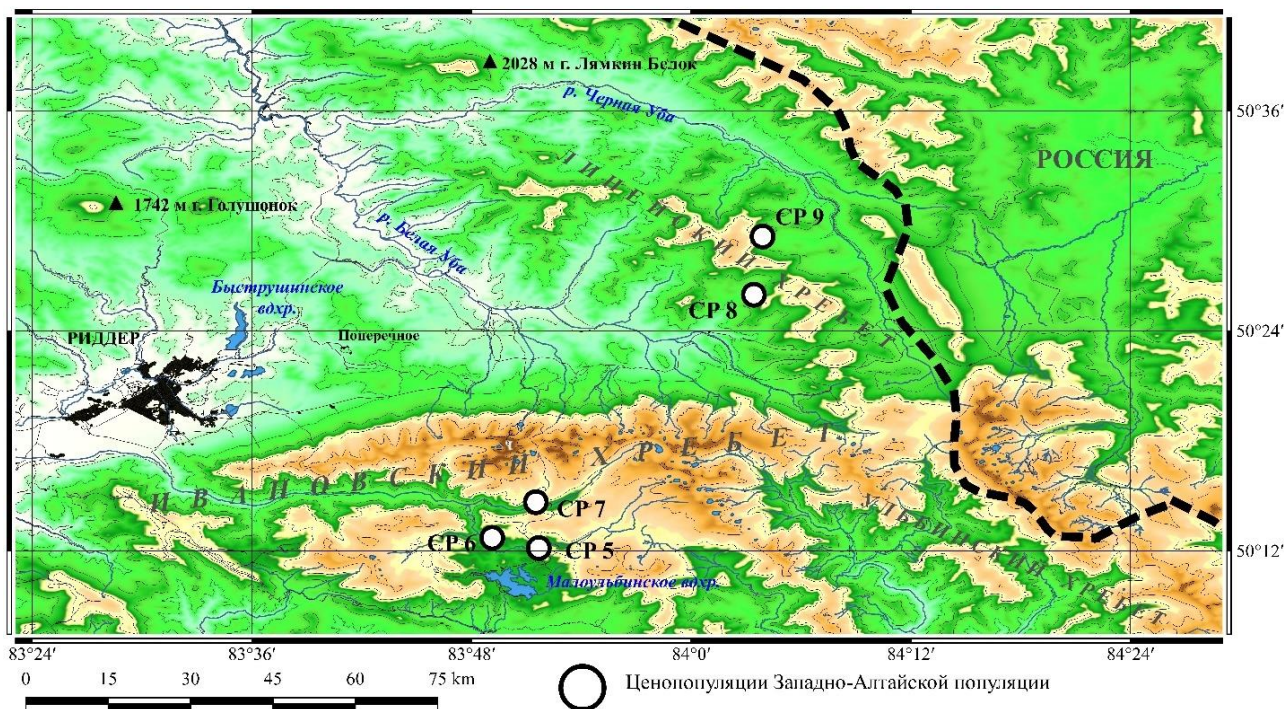 2028 м г. Лямкин Белок
р. Черная Уба
50°36′
РОССИЯ
1742 м г. Голушонок
р. Белая Уба
ЛИНЕЙСКИЙ ХРЕБЕТ
СР 9
Быструшинское
вдхр.
СР 8
РИДДЕР
Поперечное
50°24′
ИВАНОВСКИЙ ХРЕБЕТ
СР 7
СР 6
СР 5
УЛЬБИНСКИЙ ХРЕБЕТ
50°12′
Малоульбинское вдхр.
83°24′ 83°36′ 83°48′ 84°0′ 84°12′ 84°24′
0 15 30 45 60 75 km
Ценопопуляции Западно-Алтайской популяции